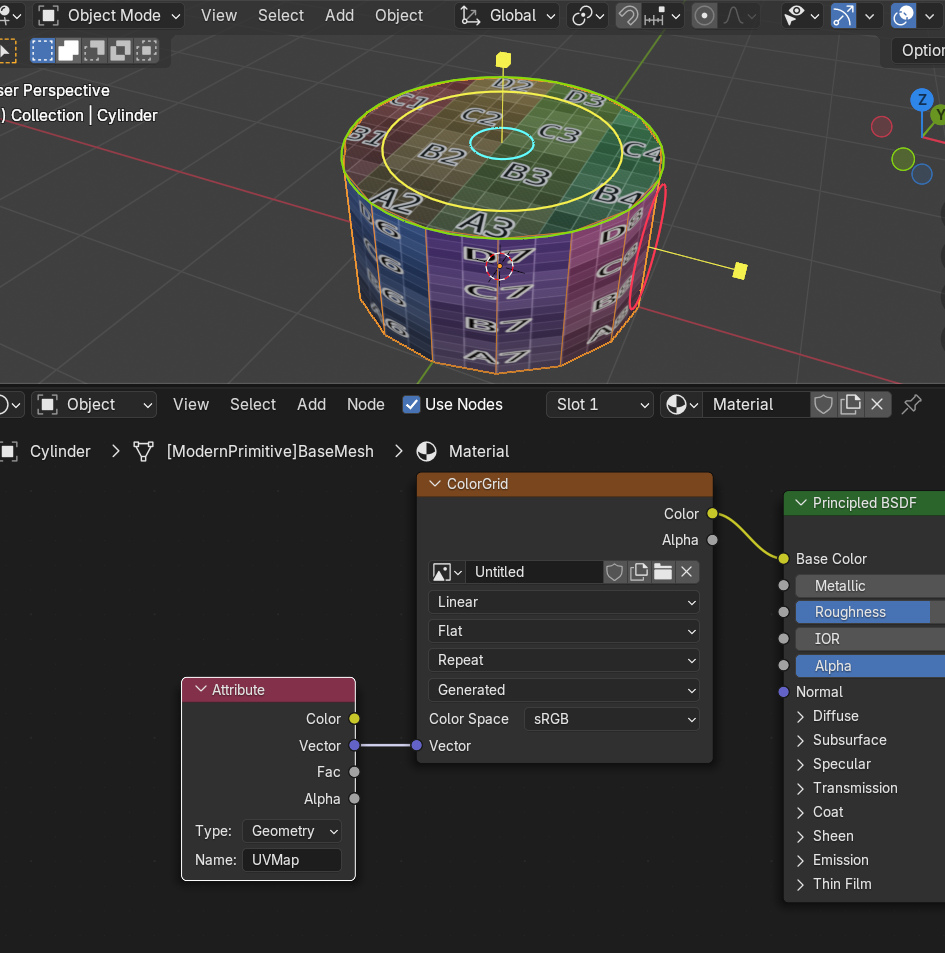 Object Mode View Select Add Object Global
Option
ser Perspective
) Collection | Cylinder
Z
Y
D2
C1 D3
C2
B1 C3 C4
B2
B3
A2 B4
A3
6 D7 D8
6 C7 C8
6 B7 B8
6 A7 A
Object View Select Add Node Use Nodes Slot 1 Material
Cylinder > [ModernPrimitive]BaseMesh > Material
ColorGrid
Color
Alpha
Untitled
Linear
Flat
Repeat
Generated
Color Space sRGB
Vector
Attribute
Color
Vector
Fac
Alpha
Type: Geometry
Name: UVMap
Principled BSDF
Base Color
Metallic
Roughness
IOR
Alpha
Normal
Diffuse
Subsurface
Specular
Transmission
Coat
Sheen
Emission
Thin Film